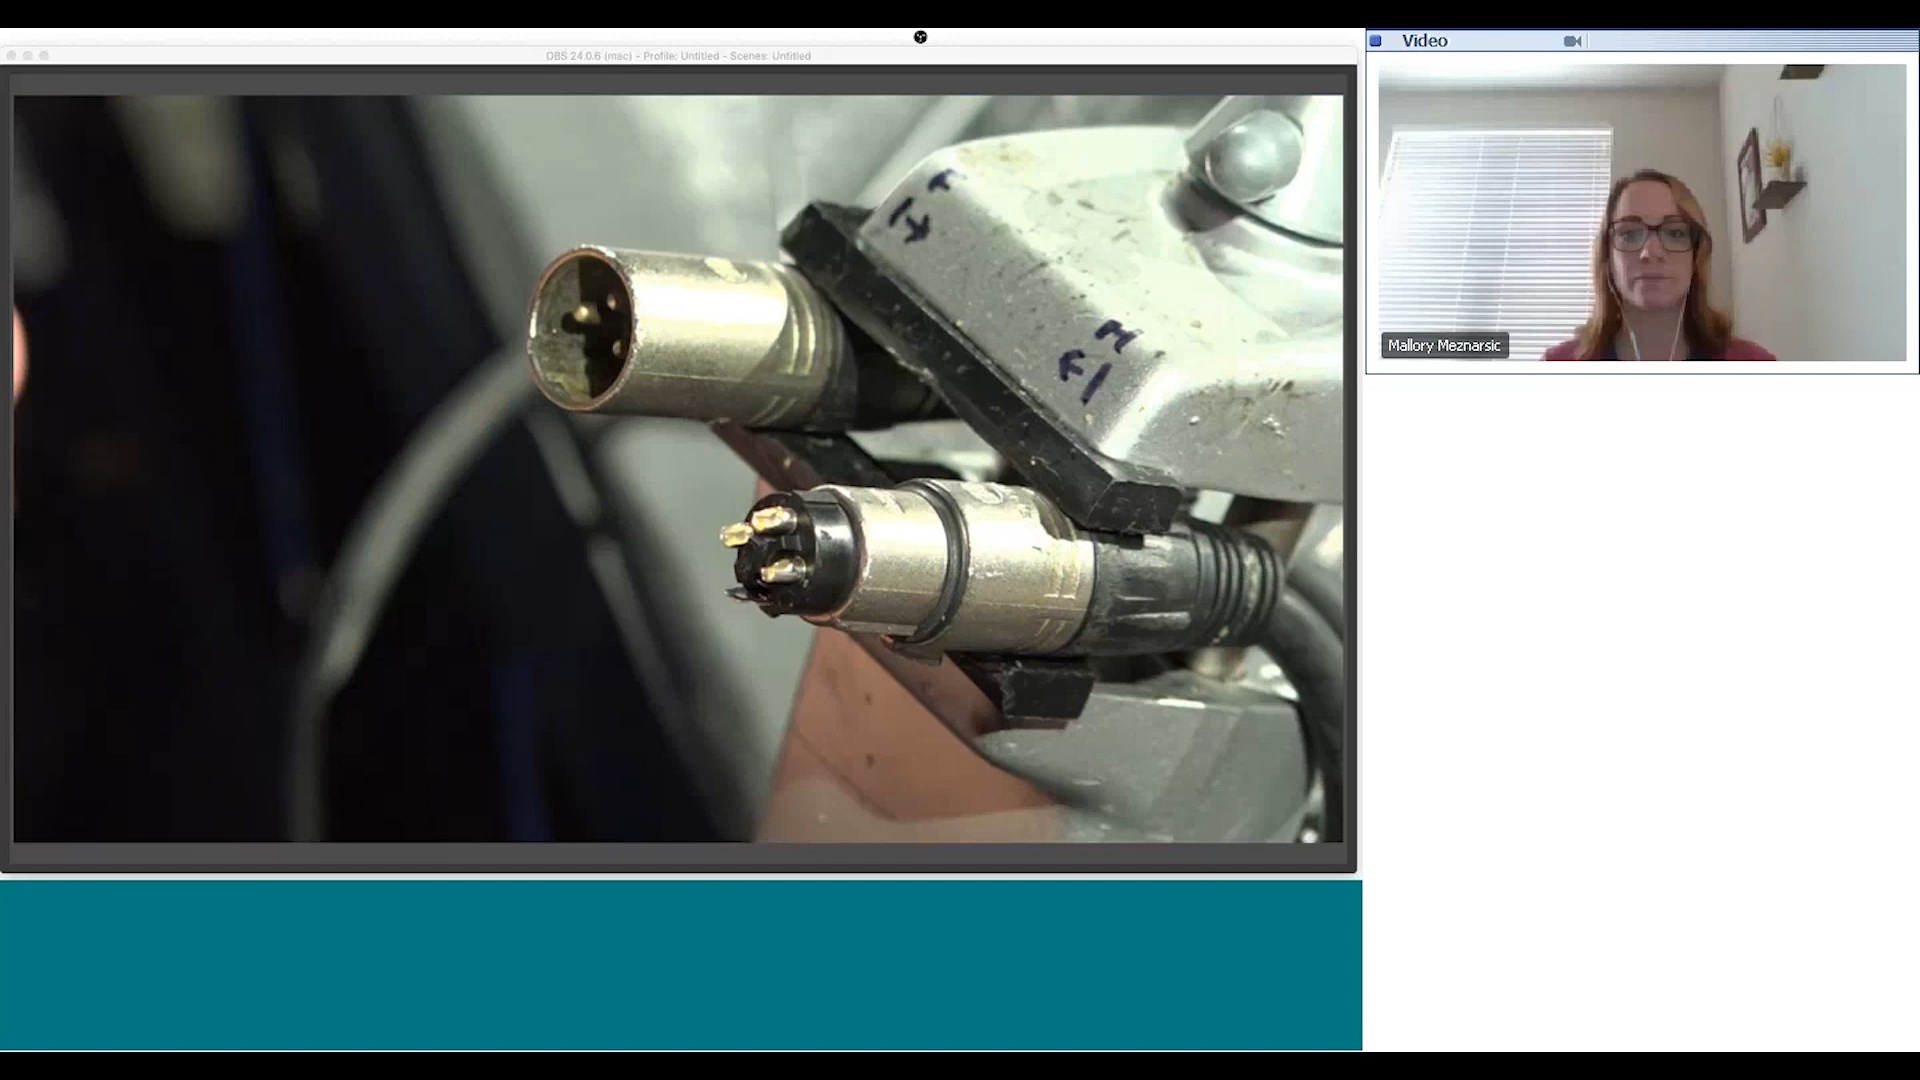 OBS 24.0.6 (mac) - Profile: Untitled - Scenes: Untitled
Video
Mallory Meznarsic